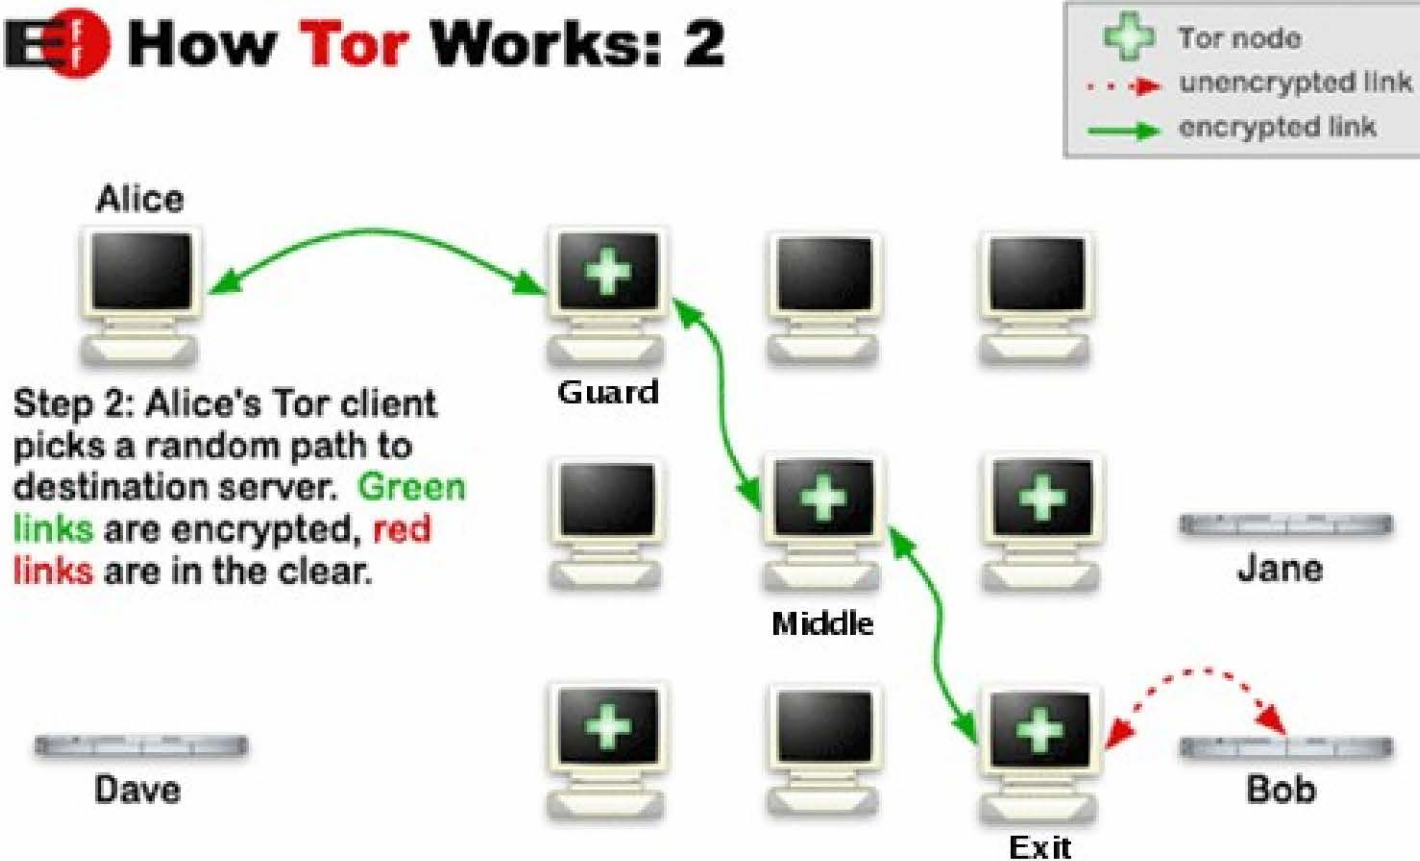 EFF How Tor Works: 2
Tor node
unencrypted link
encrypted link
Alice
Guard
Step 2: Alice's Tor client
picks a random path to
destination server. Green
links are encrypted, red
links are in the clear.
Jane
Middle
Dave
Bob
Exit